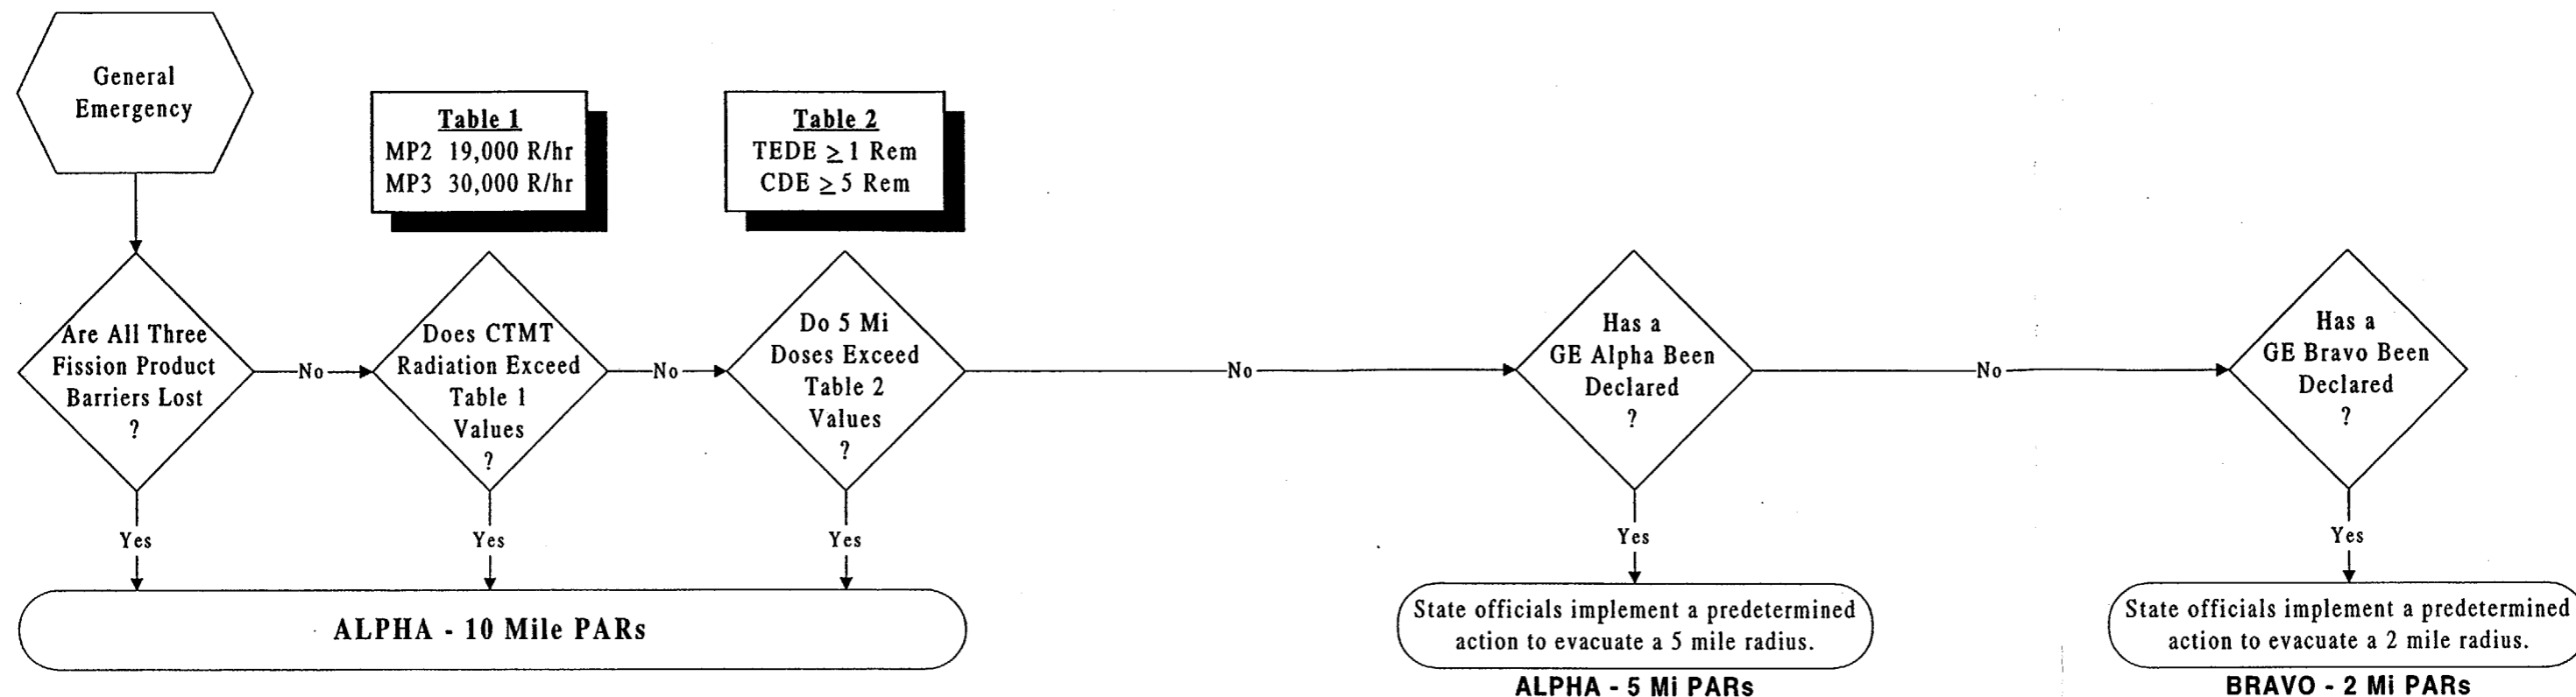 General
Emergency
Table 1
MP2 19,000 R/hr
MP3 30,000 R/hr
Table 2
TEDE ≥ 1 Rem
CDE ≥ 5 Rem
Are All Three
Fission Product
Barriers Lost
?
No
Does CTMT
Radiation Exceed
Table 1
Values
?
No
Do 5 Mi
Doses Exceed
Table 2
Values
?
No
Has a
GE Alpha Been
Declared
?
No
Has a
GE Bravo Been
Declared
?
Yes
Yes
Yes
Yes
Yes
ALPHA - 10 Mile PARs
State officials implement a predetermined
action to evacuate a 5 mile radius.
ALPHA - 5 Mi PARs
State officials implement a predetermined
action to evacuate a 2 mile radius.
BRAVO - 2 Mi PARs